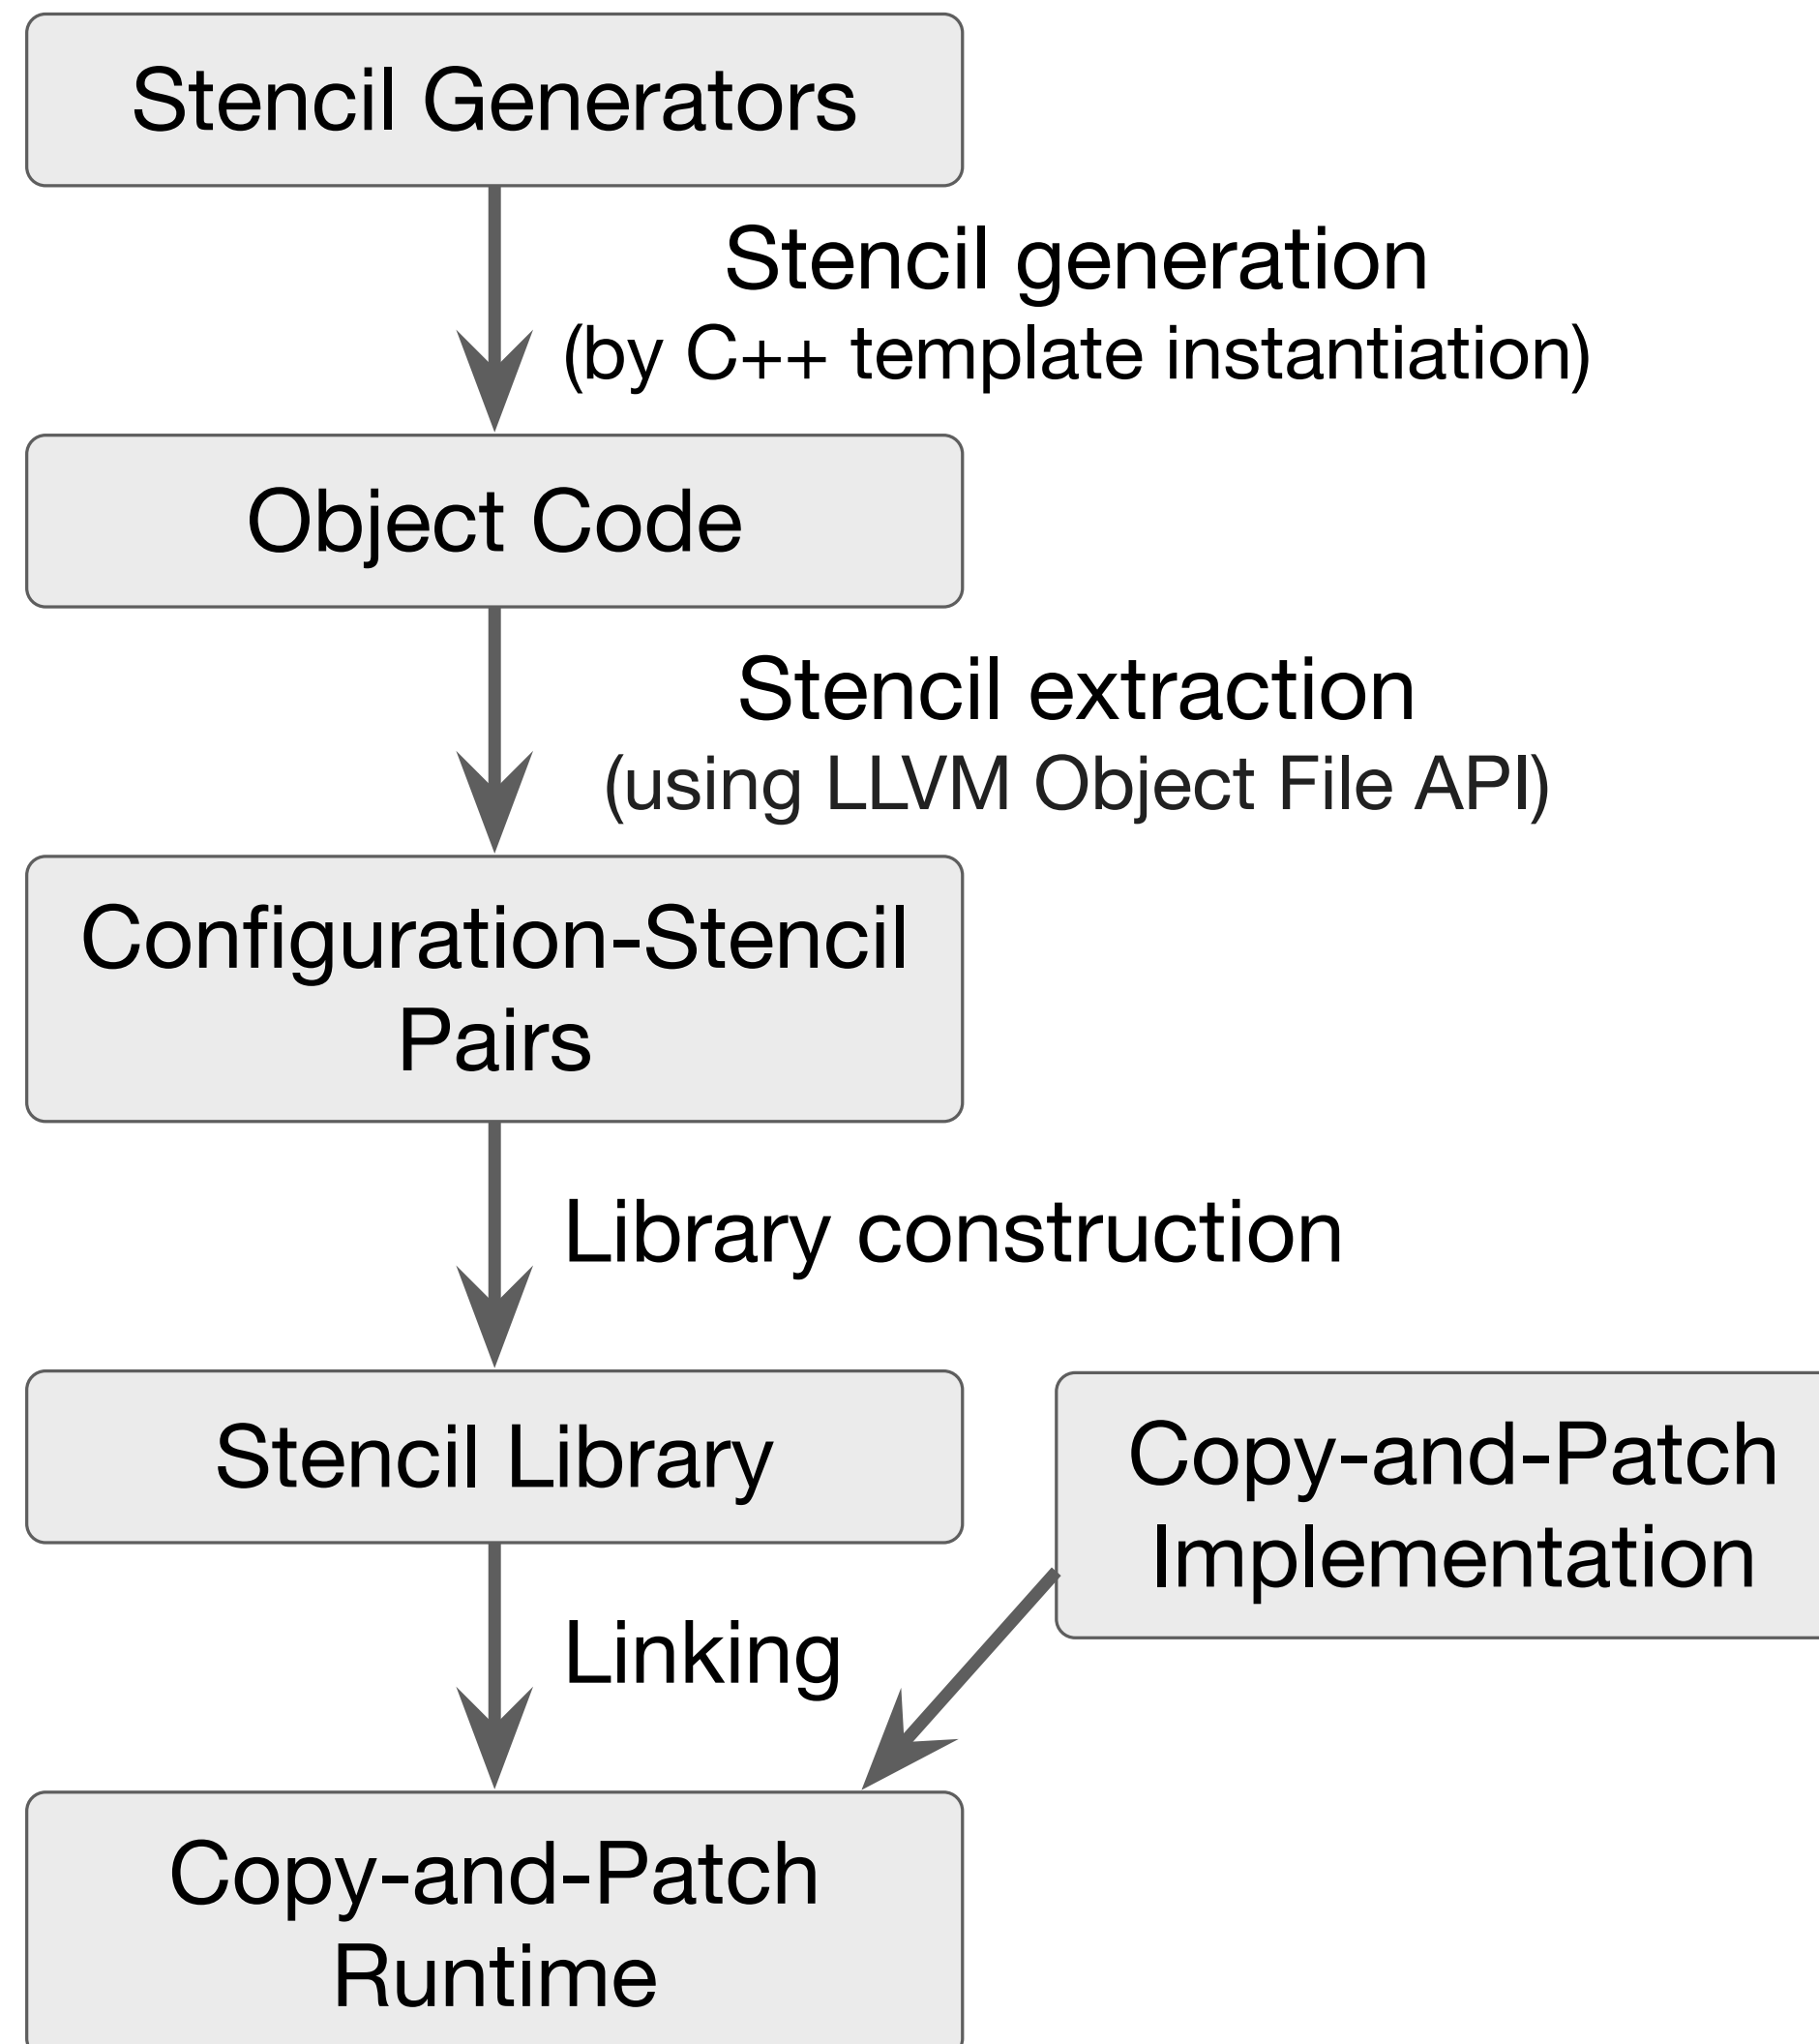 Stencil Generators
Stencil generation
(by C++ template instantiation)
Object Code
Stencil extraction
(using LLVM Object File API)
Configuration-Stencil
Pairs
Library construction
Stencil Library
Copy-and-Patch
Implementation
Linking
Copy-and-Patch
Runtime